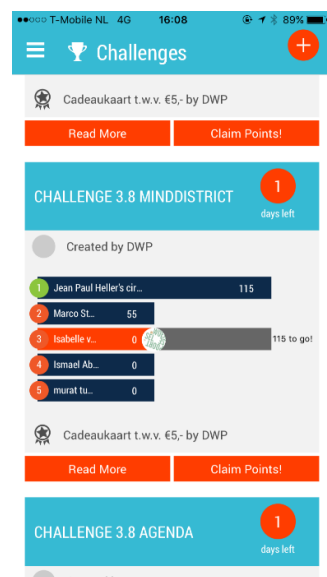 T-Mobile NL 4G 16:08 89%
Challenges
Cadeaukaart t.w.v. €5,- by DWP
Read More Claim Points!
CHALLENGE 3.8 MINDDISTRICT
1
days left
Created by DWP
1 Jean Paul Heller's cir... 115
2 Marco St... 55
3 Isabelle v... 0 115 to go!
4 Ismael Ab... 0
5 murat tu... 0
Cadeaukaart t.w.v. €5,- by DWP
Read More Claim Points!
CHALLENGE 3.8 AGENDA
1
days left